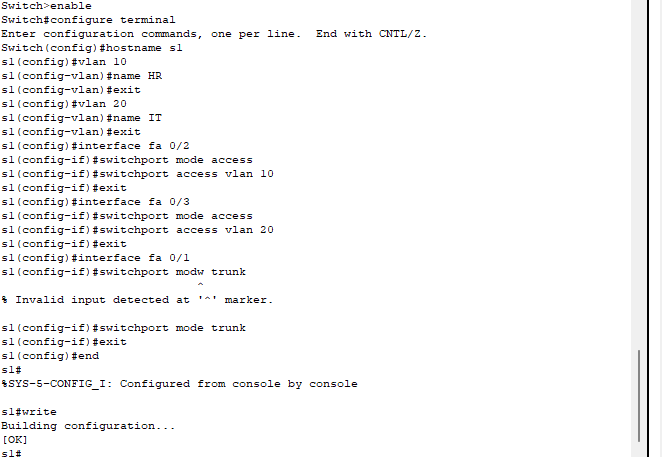 Switch>enable
Switch#configure terminal
Enter configuration commands, one per line.  End with CNTL/Z.
Switch(config)#hostname s1
s1(config)#vlan 10
s1(config-vlan)#name HR
s1(config-vlan)#exit
s1(config)#vlan 20
s1(config-vlan)#name IT
s1(config-vlan)#exit
s1(config)#interface fa 0/2
s1(config-if)#switchport mode access
s1(config-if)#switchport access vlan 10
s1(config-if)#exit
s1(config)#interface fa 0/3
s1(config-if)#switchport mode access
s1(config-if)#switchport access vlan 20
s1(config-if)#exit
s1(config)#interface fa 0/1
s1(config-if)#switchport modw trunk
^
% Invalid input detected at '^' marker.
s1(config-if)#switchport mode trunk
s1(config-if)#exit
s1(config)#end
s1#
%SYS-5-CONFIG_I: Configured from console by console
s1#write
Building configuration...
[OK]
s1#